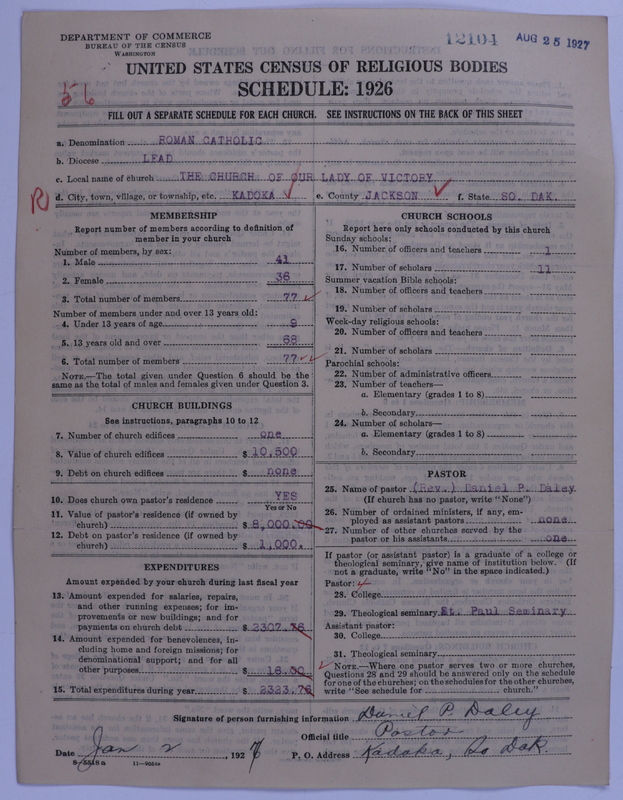 DEPARTMENT OF COMMERCE
BUREAU OF THE CENSUS
WASHINGTON
12104 AUG 25 1927
UNITED STATES CENSUS OF RELIGIOUS BODIES
SCHEDULE: 1926
56
FILL OUT A SEPARATE SCHEDULE FOR EACH CHURCH. SEE INSTRUCTIONS ON THE BACK OF THIS SHEET
a. Denomination ROMAN CATHOLIC
b. Diocese LEAD
c. Local name of church THE CHURCH OF OUR LADY OF VICTORY
R d. City, town, village, or township, etc. KADOKA e. County JACKSON f. State SO. DAK.
MEMBERSHIP
Report number of members according to definition of
member in your church
Number of members, by sex:
1. Male 41
2. Female 36
3. Total number of members 77
Number of members under and over 13 years old:
4. Under 13 years of age 9
5. 13 years old and over 68
6. Total number of members 77
NOTE.—The total given under Question 6 should be
same as the total of males and females given under Question 3.
CHURCH BUILDINGS
See instructions, paragraphs 10 to 12
7. Number of church edifices one
8. Value of church edifices $ 10,500
9. Debt on church edifices $ none
10. Does church own pastor's residence YES
Yes or No
11. Value of pastor's residence (if owned by
church) $ 8,000.00
12. Debt on pastor's residence (if owned by
church) $ 1,000.
EXPENDITURES
Amount expended by your church during last fiscal year
13. Amount expended for salaries, repairs,
and other running expenses; for im-
provements or new buildings; and for
payments on church debt $ 2307.76
14. Amount expended for benevolences, in-
cluding home and foreign missions; for
denominational support; and for all
other purposes $ 16.00
15. Total expenditures during year $ 2323.76
CHURCH SCHOOLS
Report here only schools conducted by this church
Sunday schools:
16. Number of officers and teachers 1
17. Number of scholars 11
Summer vacation Bible schools:
18. Number of officers and teachers
19. Number of scholars
Week-day religious schools:
20. Number of officers and teachers
21. Number of scholars
Parochial schools:
22. Number of administrative officers
23. Number of teachers—
a. Elementary (grades 1 to 8)
b. Secondary
24. Number of scholars—
a. Elementary (grades 1 to 8)
b. Secondary
PASTOR
25. Name of pastor (Rev.) Daniel P. Daley
(If church has no pastor, write "None")
26. Number of ordained ministers, if any, em-
ployed as assistant pastors none
27. Number of other churches served by the
pastor or his assistants one
If pastor (or assistant pastor) is a graduate of a college or
theological seminary, give name of institution below. (If
not a graduate, write "No" in the space indicated.)
Pastor:
28. College
29. Theological seminary St. Paul Seminary
Assistant pastor:
30. College
31. Theological seminary
NOTE.—Where one pastor serves two or more churches,
Questions 28 and 29 should be answered only on the schedule
for one of the churches; on the schedules for the other churches,
write "See schedule for church."
Signature of person furnishing information Daniel P. Daley
Official title Pastor
Date Jan 2, 1927 P. O. Address Kadoka, So Dak.